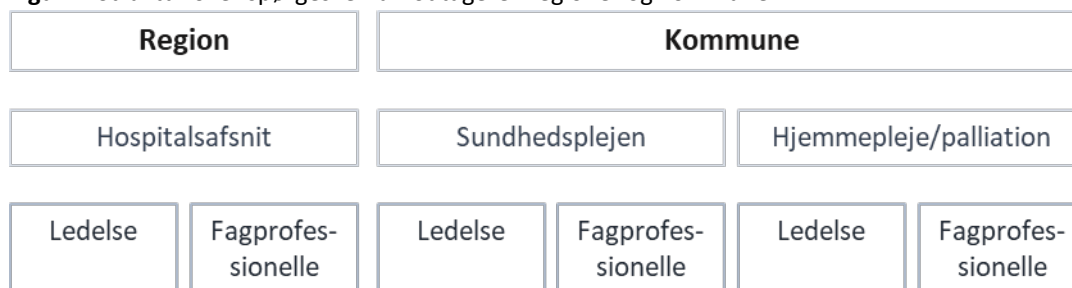 Region
Kommune
Hospitalsafsnit
Sundhedsplejen
Hjemmepleje/palliation
Ledelse
Fagprofes-
sionelle
Ledelse
Fagprofes-
sionelle
Ledelse
Fagprofes-
sionelle